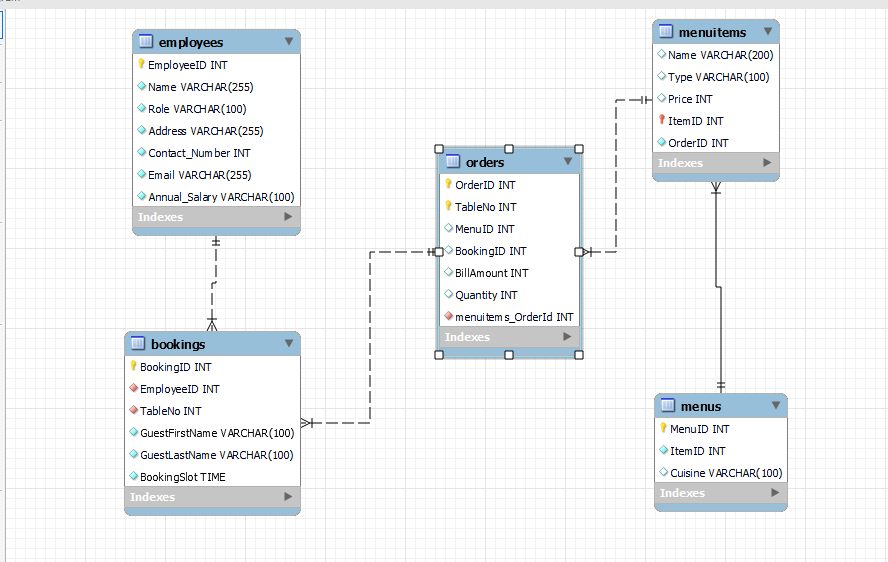 employees
EmployeeID INT
Name VARCHAR(255)
Role VARCHAR(100)
Address VARCHAR(255)
Contact_Number INT
Email VARCHAR(255)
Annual_Salary VARCHAR(100)
Indexes
menuitems
Name VARCHAR(200)
Type VARCHAR(100)
Price INT
ItemID INT
OrderID INT
Indexes
orders
OrderID INT
TableNo INT
MenuID INT
BookingID INT
BillAmount INT
Quantity INT
menuitems_OrderId INT
Indexes
bookings
BookingID INT
EmployeeID INT
TableNo INT
GuestFirstName VARCHAR(100)
GuestLastName VARCHAR(100)
BookingSlot TIME
Indexes
menus
MenuID INT
ItemID INT
Cuisine VARCHAR(100)
Indexes